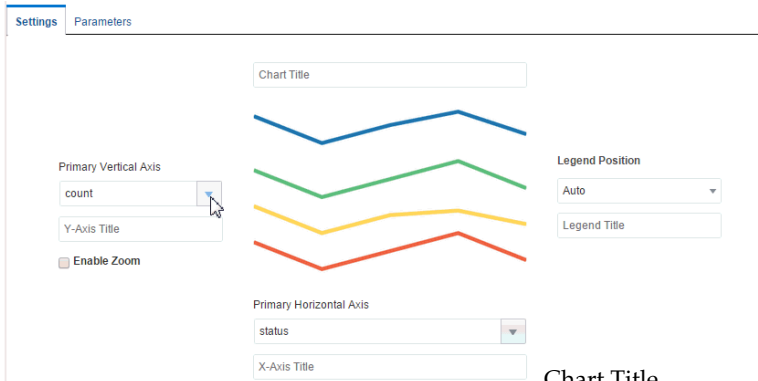 Settings
Parameters
Chart Title
Primary Vertical Axis
count
Y-Axis Title
Enable Zoom
Legend Position
Auto
Legend Title
Primary Horizontal Axis
status
X-Axis Title
Chart Title